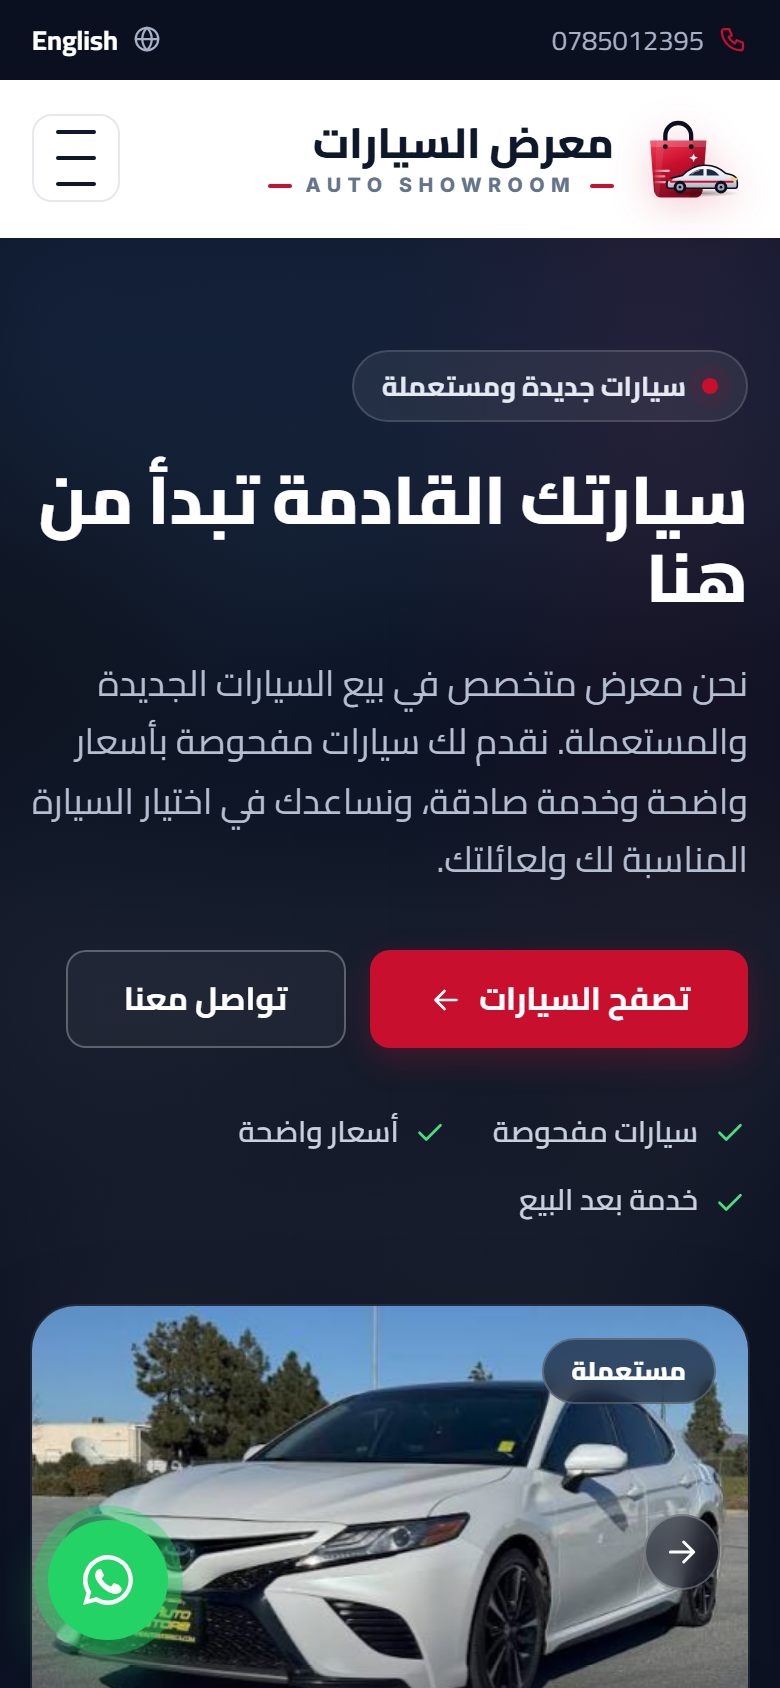 0785012395
English
معرض السيارات
AUTO SHOWROOM
سيارات جديدة ومستعملة
سيارتك القادمة تبدأ من
هنا
نحن معرض متخصص في بيع السيارات الجديدة
والمستعملة. نقدم لك سيارات مفحوصة بأسعار
واضحة وخدمة صادقة، ونساعدك في اختيار السيارة
المناسبة لك ولعائلتك.
تصفح السيارات
تواصل معنا
سيارات مفحوصة
أسعار واضحة
خدمة بعد البيع
مستعملة